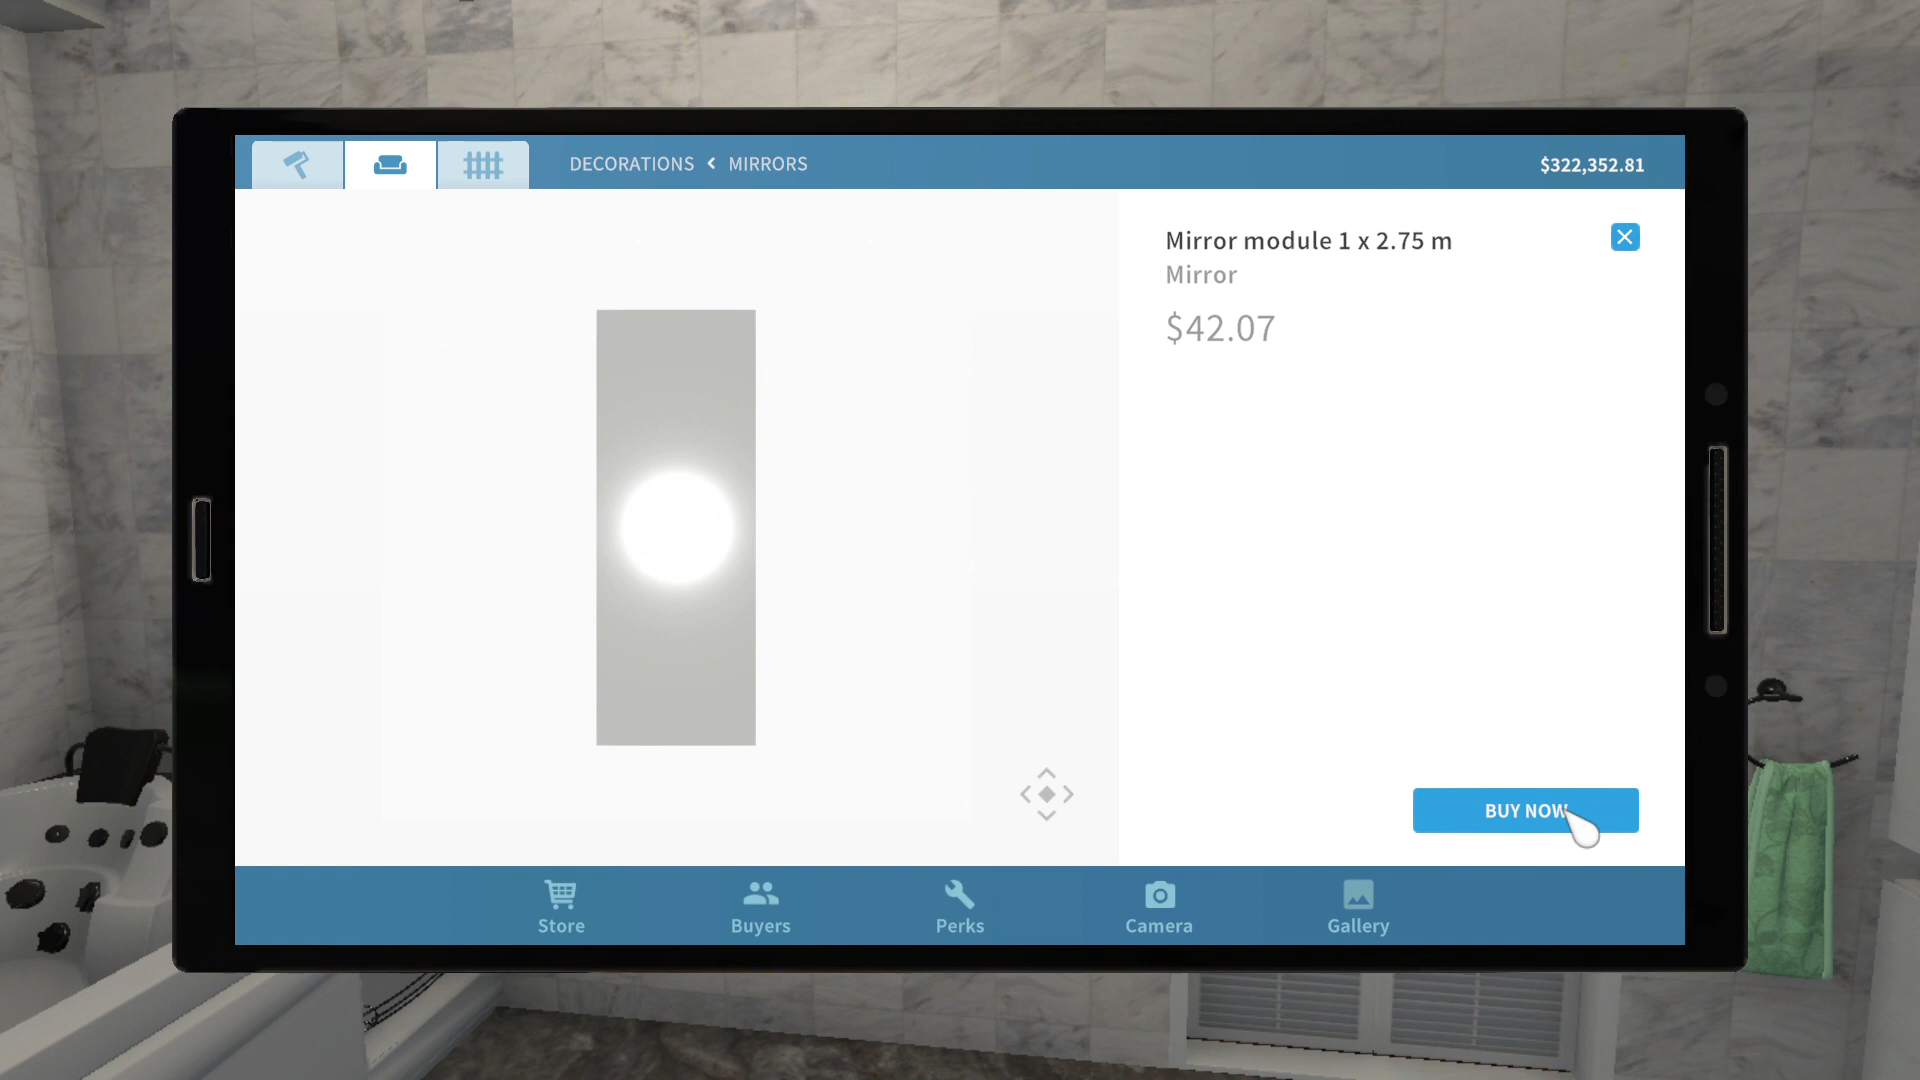 DECORATIONS < MIRRORS
$322,352.81
Mirror module 1 x 2.75 m
Mirror
$42.07
BUY NOW
Store
Buyers
Perks
Camera
Gallery